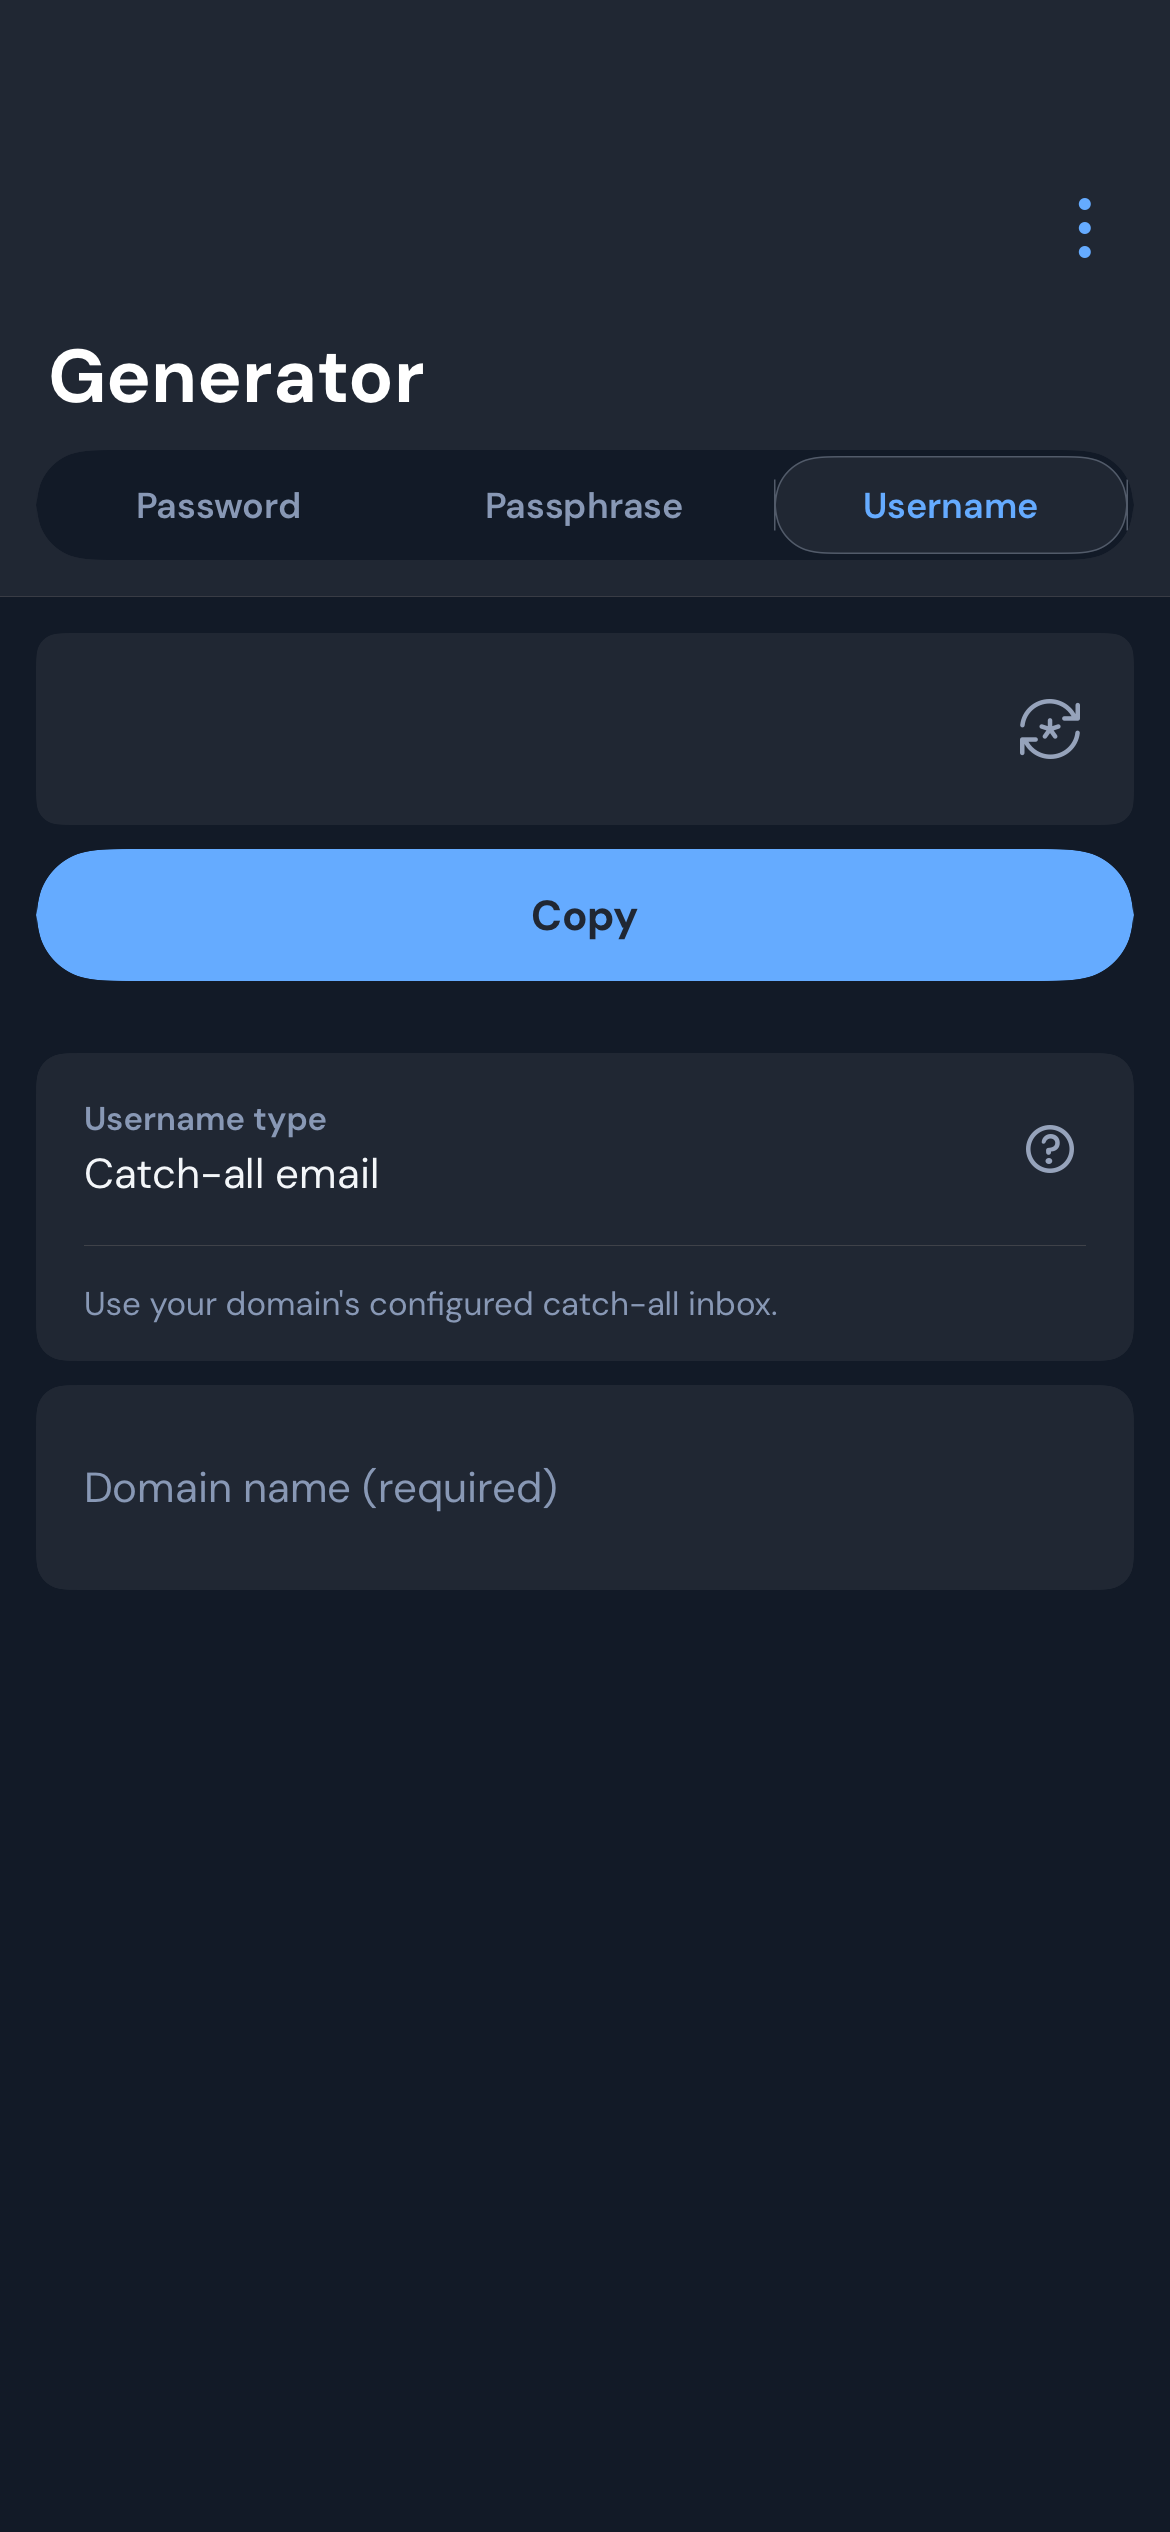 Generator
Password Passphrase Username
Copy
Username type
Catch-all email
Use your domain's configured catch-all inbox.
Domain name (required)